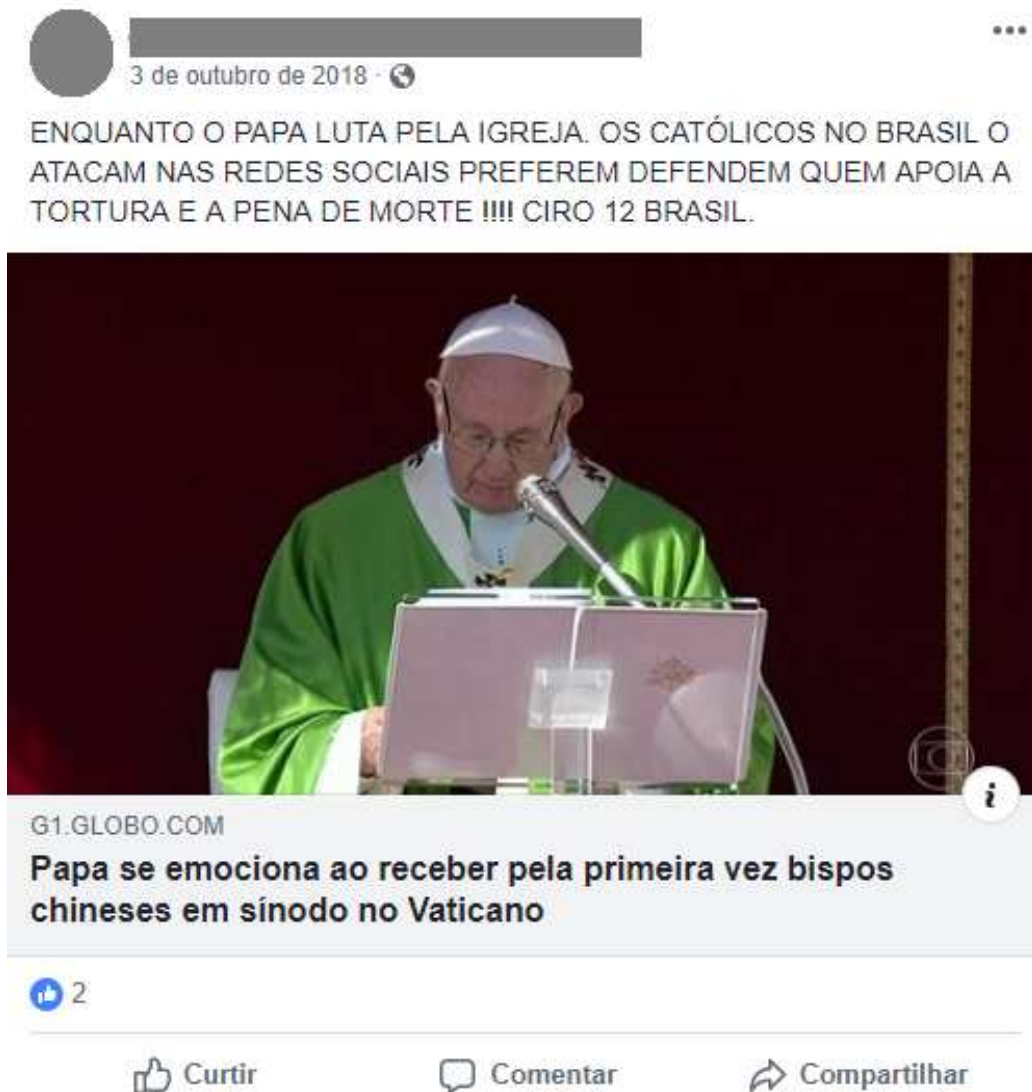 3 de outubro de 2018 ·
ENQUANTO O PAPA LUTA PELA IGREJA. OS CATÓLICOS NO BRASIL O
ATACAM NAS REDES SOCIAIS PREFEREM DEFENDEM QUEM APOIA A
TORTURA E A PENA DE MORTE !!!! CIRO 12 BRASIL.
G1.GLOBO.COM
Papa se emociona ao receber pela primeira vez bispos
chineses em sínodo no Vaticano
2
Curtir Comentar Compartilhar